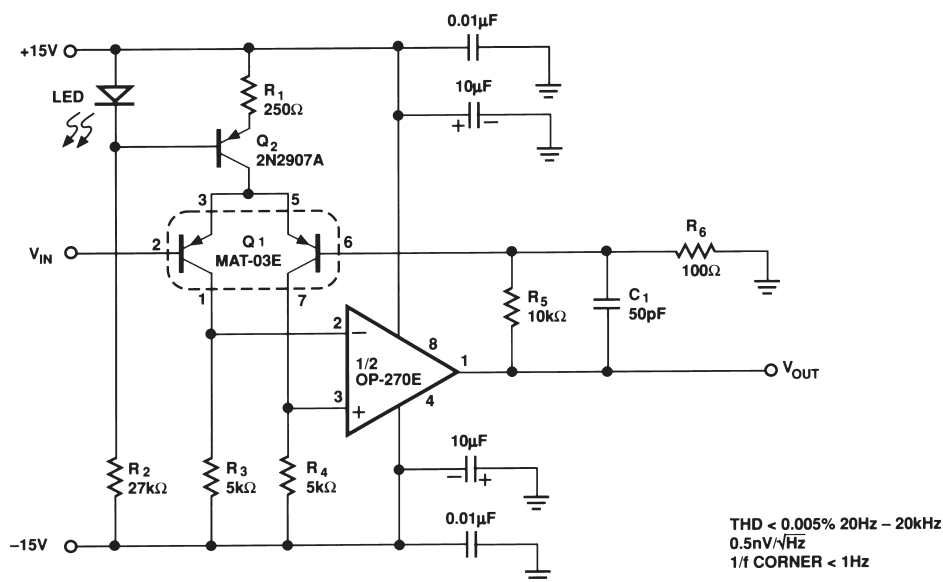 0.01µF
+15V
10µF
LED
R1
250Ω
+ −
Q2
2N2907A
3
5
VIN
2
Q1
MAT-03E
6
R6
100Ω
1
7
R5
10kΩ
C1
50pF
2
−
8
1/2
OP-270E
1
VOUT
3
+
4
10µF
− +
R2
27kΩ
R3
5kΩ
R4
5kΩ
0.01µF
−15V
THD < 0.005% 20Hz – 20kHz
0.5nV/√Hz
1/f CORNER < 1Hz